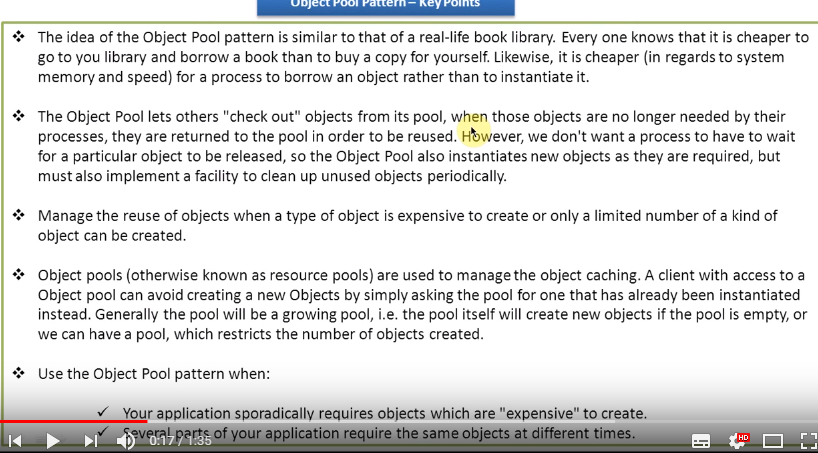 Object Pool Pattern – Key Points
❖ The idea of the Object Pool pattern is similar to that of a real-life book library. Every one knows that it is cheaper to
go to you library and borrow a book than to buy a copy for yourself. Likewise, it is cheaper (in regards to system
memory and speed) for a process to borrow an object rather than to instantiate it.
❖ The Object Pool lets others "check out" objects from its pool, when those objects are no longer needed by their
processes, they are returned to the pool in order to be reused. However, we don't want a process to have to wait
for a particular object to be released, so the Object Pool also instantiates new objects as they are required, but
must also implement a facility to clean up unused objects periodically.
❖ Manage the reuse of objects when a type of object is expensive to create or only a limited number of a kind of
object can be created.
❖ Object pools (otherwise known as resource pools) are used to manage the object caching. A client with access to a
Object pool can avoid creating a new Objects by simply asking the pool for one that has already been instantiated
instead. Generally the pool will be a growing pool, i.e. the pool itself will create new objects if the pool is empty, or
we can have a pool, which restricts the number of objects created.
❖ Use the Object Pool pattern when:
✓ Your application sporadically requires objects which are "expensive" to create.
✓ Several parts of your application require the same objects at different times.
0:17 / 1:35
HD